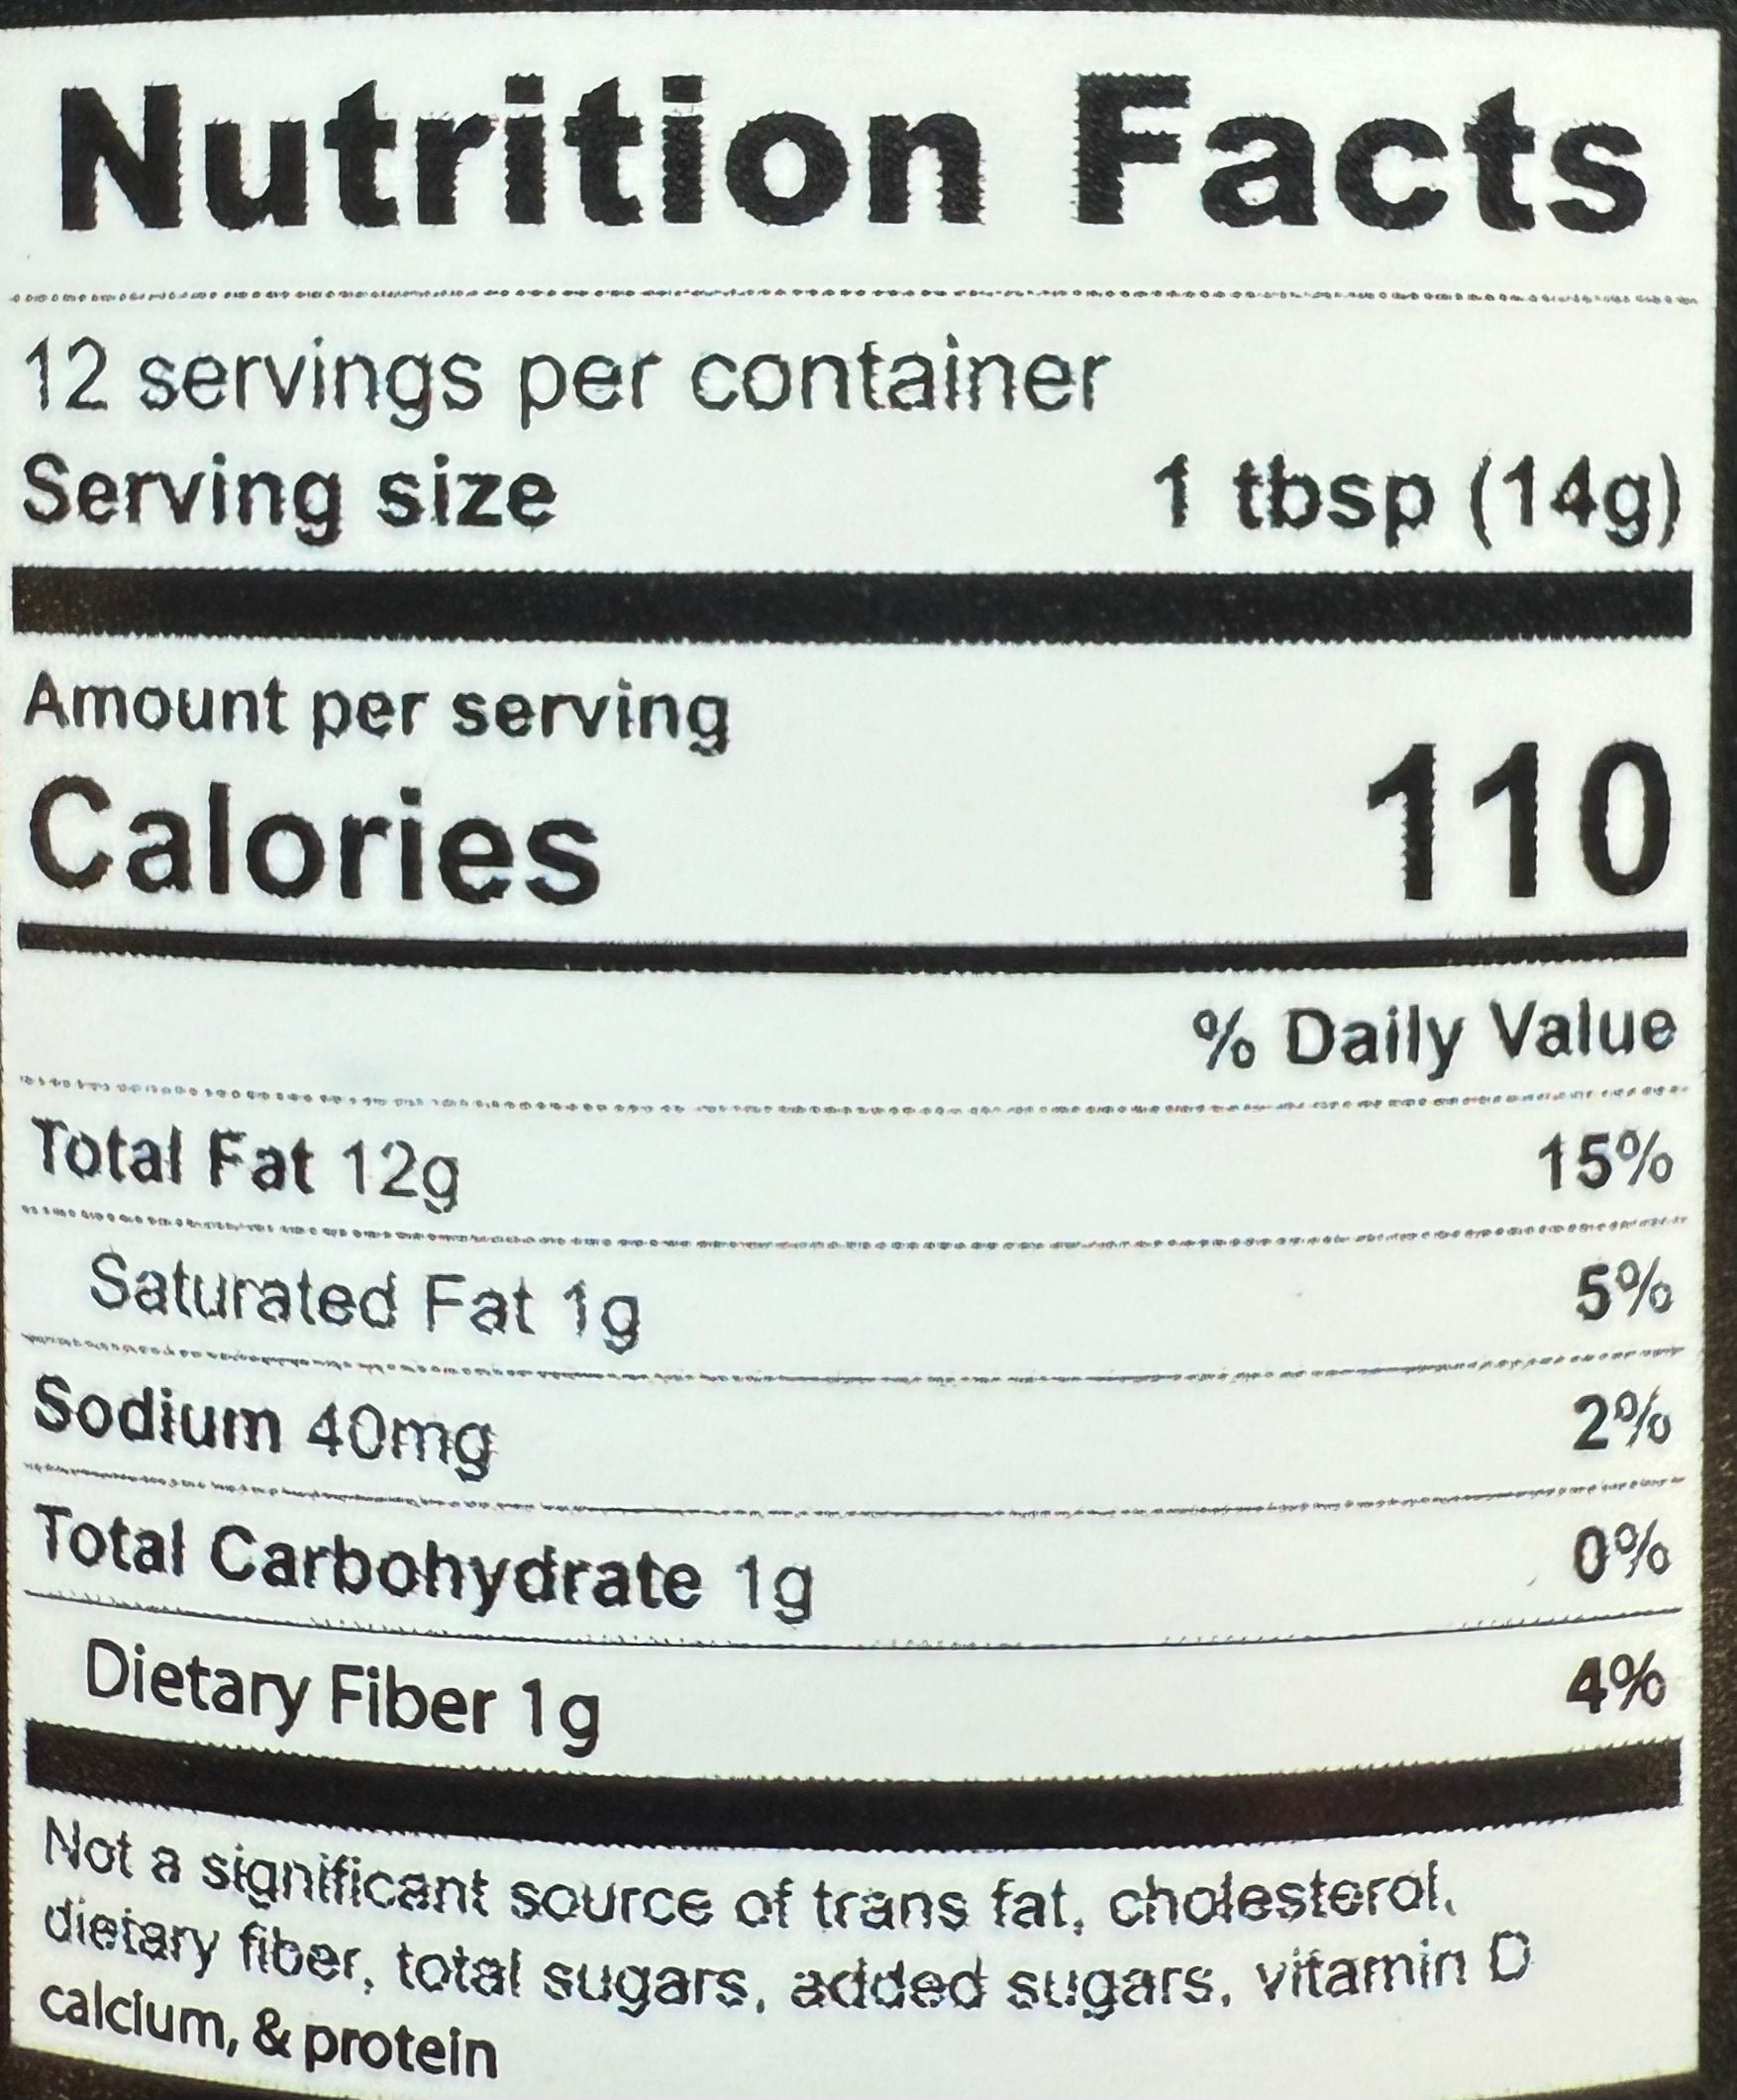 Nutrition Facts
12 servings per container
Serving size 1 tbsp (14g)
Amount per serving
Calories 110
% Daily Value
Total Fat 12g 15%
Saturated Fat 1g 5%
Sodium 40mg 2%
Total Carbohydrate 1g 0%
Dietary Fiber 1g 4%
Not a significant source of trans fat, cholesterol,
dietary fiber, total sugars, added sugars, vitamin D
calcium, & protein